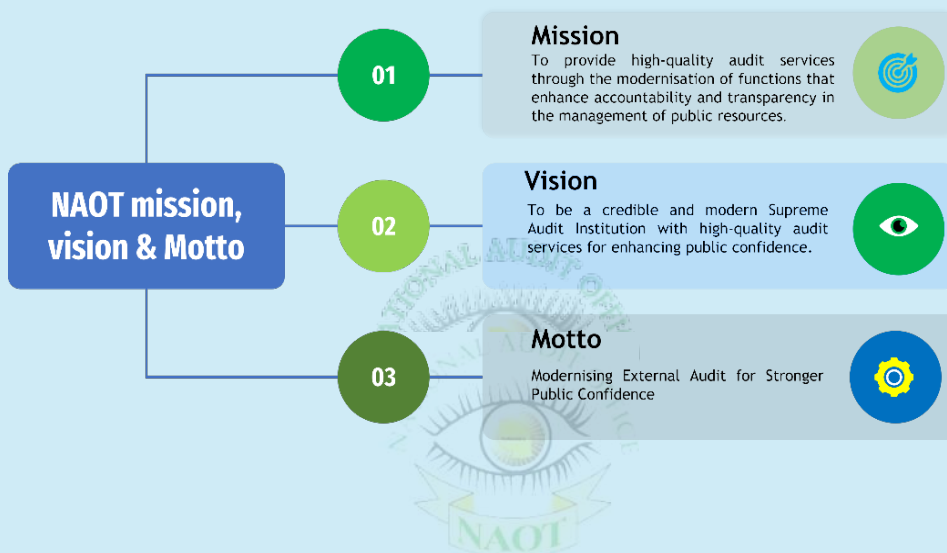 NAOT mission,
vision & Motto
01
Mission
To provide high-quality audit services
through the modernisation of functions that
enhance accountability and transparency in
the management of public resources.
02
Vision
To be a credible and modern Supreme
Audit Institution with high-quality audit
services for enhancing public confidence.
03
Motto
Modernising External Audit for Stronger
Public Confidence
NATIONAL AUDIT OFFICE
NAOT